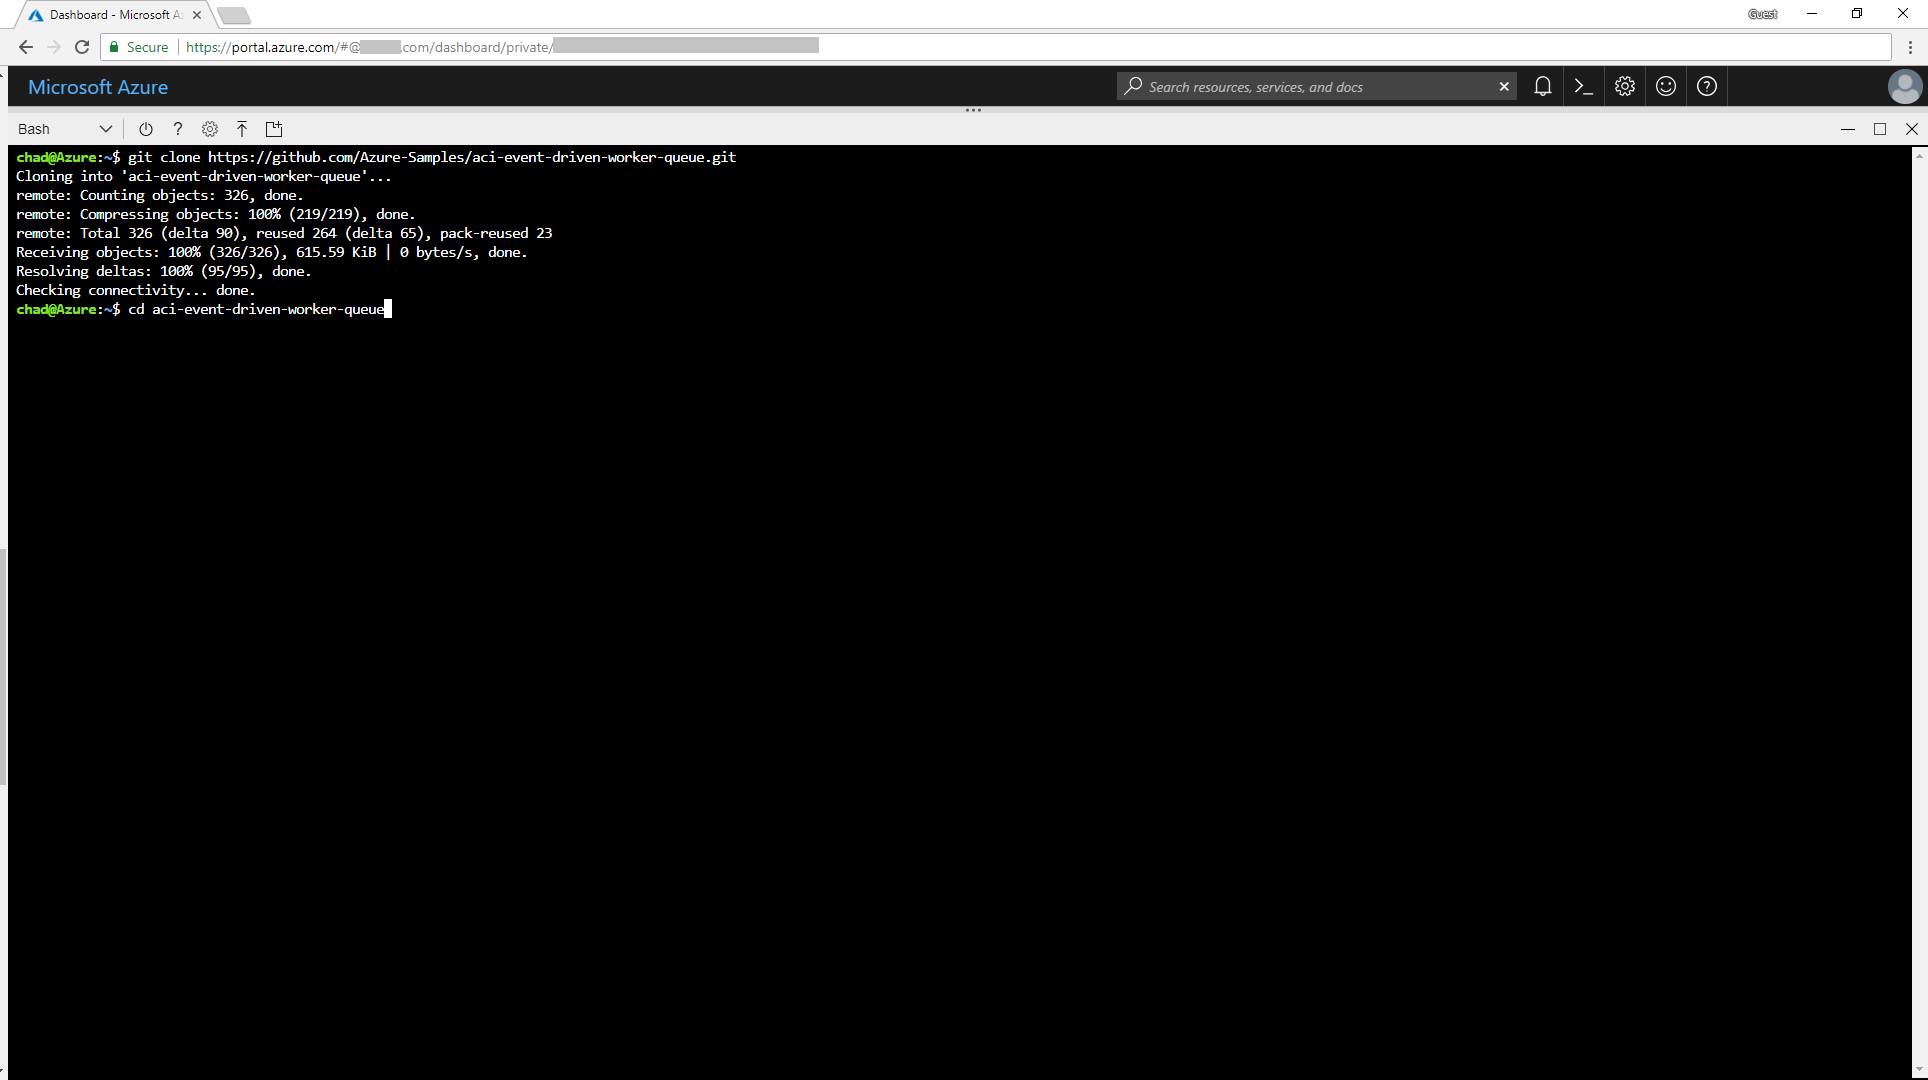 Dashboard - Microsoft Az
Guest
Secure
https://portal.azure.com/#@ .com/dashboard/private/
Microsoft Azure
Search resources, services, and docs
Bash
chad@Azure:~$ git clone https://github.com/Azure-Samples/aci-event-driven-worker-queue.git
Cloning into 'aci-event-driven-worker-queue'...
remote: Counting objects: 326, done.
remote: Compressing objects: 100% (219/219), done.
remote: Total 326 (delta 90), reused 264 (delta 65), pack-reused 23
Receiving objects: 100% (326/326), 615.59 KiB | 0 bytes/s, done.
Resolving deltas: 100% (95/95), done.
Checking connectivity... done.
chad@Azure:~$ cd aci-event-driven-worker-queue